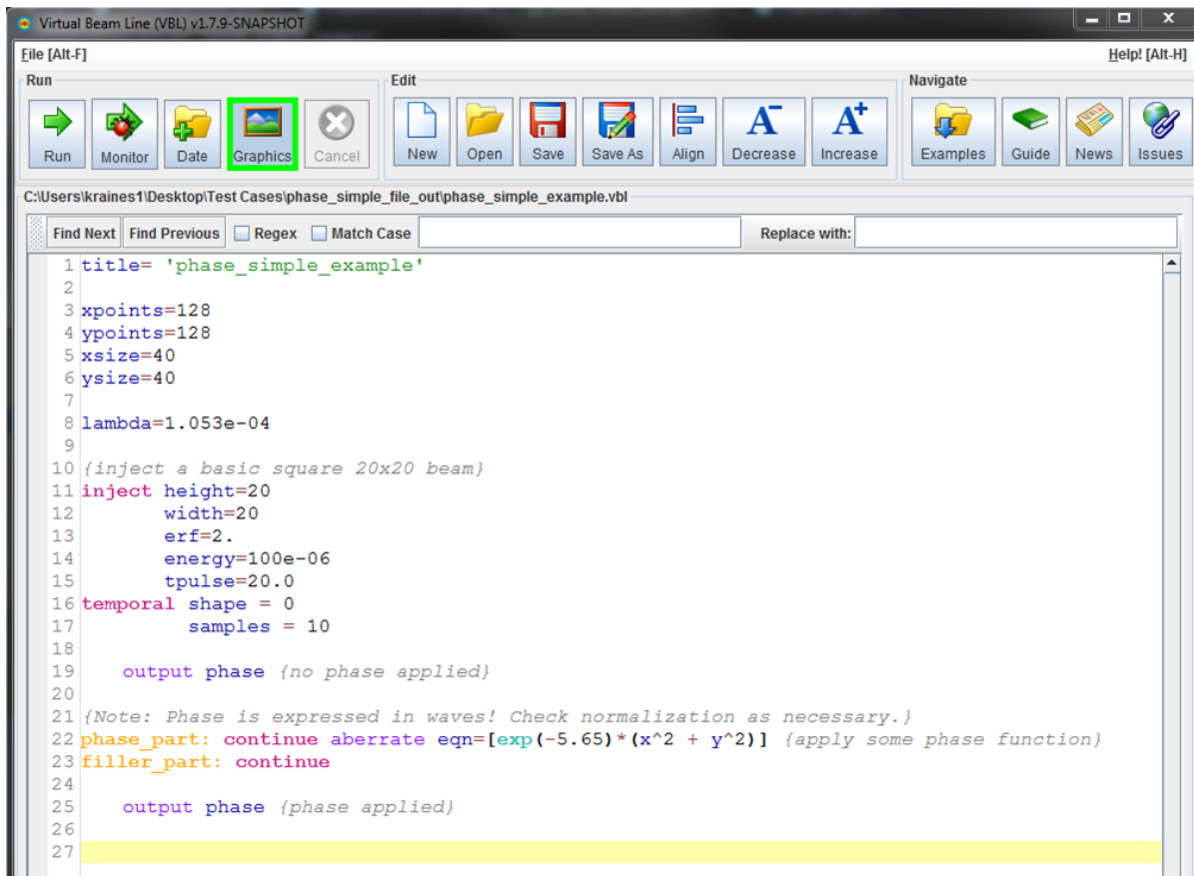 Virtual Beam Line (VBL) v1.7.9-SNAPSHOT
File [Alt-F] Help! [Alt-H]
Run Edit Navigate
Run Monitor Date Graphics Cancel New Open Save Save As Align Decrease Increase Examples Guide News Issues
C:\Users\kraines1\Desktop\Test Cases\phase_simple_file_out\phase_simple_example.vbl
Find Next Find Previous Regex Match Case Replace with:
1 title= 'phase_simple_example'
2
3 xpoints=128
4 ypoints=128
5 xsize=40
6 ysize=40
7
8 lambda=1.053e-04
9
10 {inject a basic square 20x20 beam}
11 inject height=20
12 width=20
13 erf=2.
14 energy=100e-06
15 tpulse=20.0
16 temporal shape = 0
17 samples = 10
18
19 output phase {no phase applied}
20
21 {Note: Phase is expressed in waves! Check normalization as necessary.}
22 phase_part: continue aberrate eqn=[exp(-5.65)*(x^2 + y^2)] {apply some phase function}
23 filler_part: continue
24
25 output phase {phase applied}
26
27